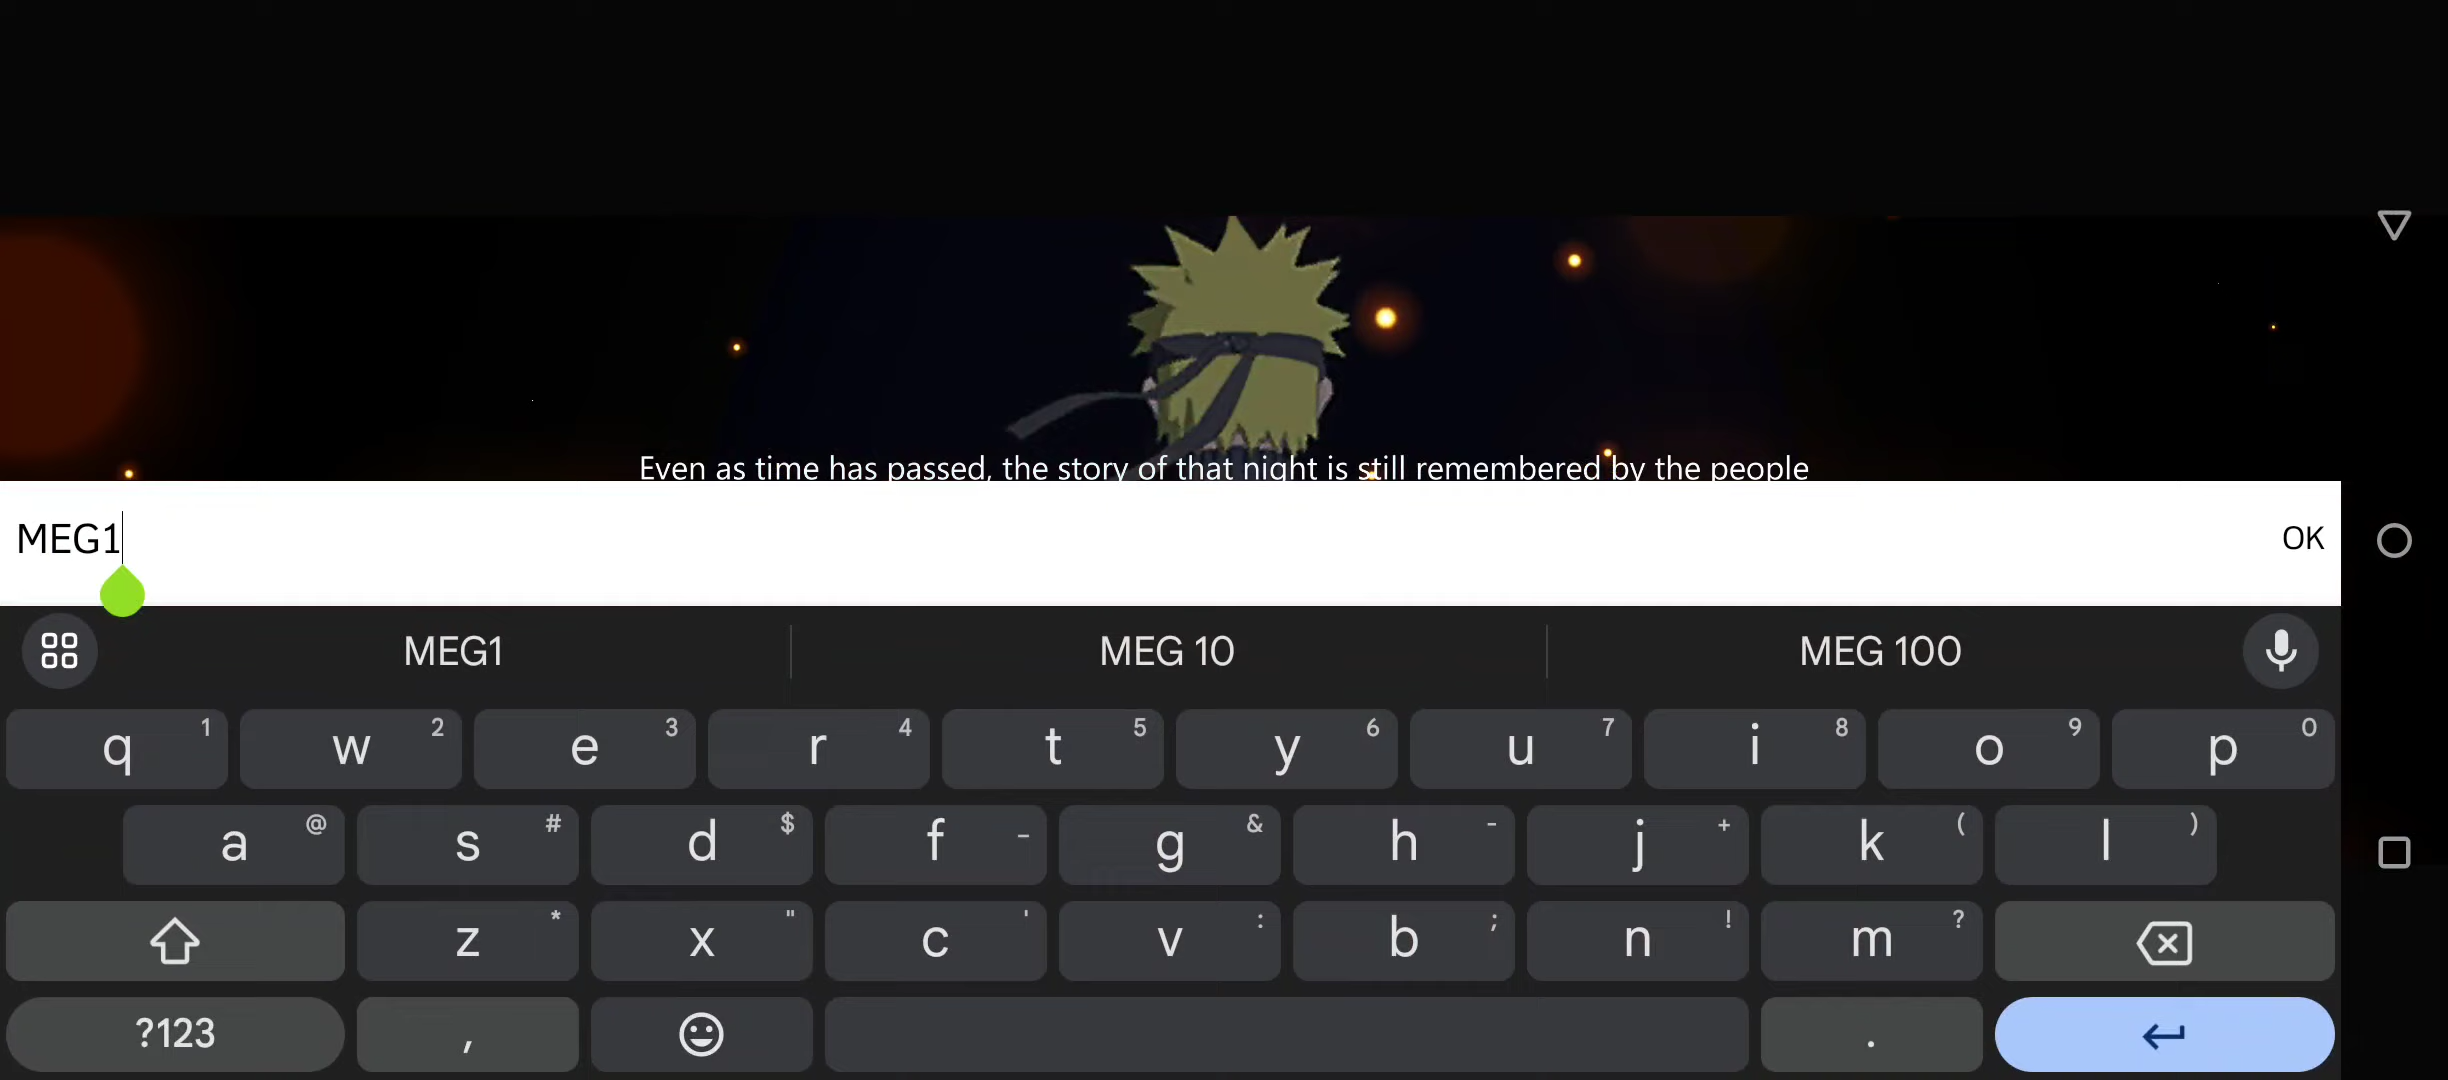 Even as time has passed, the story of that night is still remembered by the people
MEG1 OK
MEG1 MEG 10 MEG 100
q 1 w 2 e 3 r 4 t 5 y 6 u 7 i 8 o 9 p 0
a @ s # d $ f _ g & h - j + k ( l )
z * x " c ' v : b ; n ! m ?
?123 , .